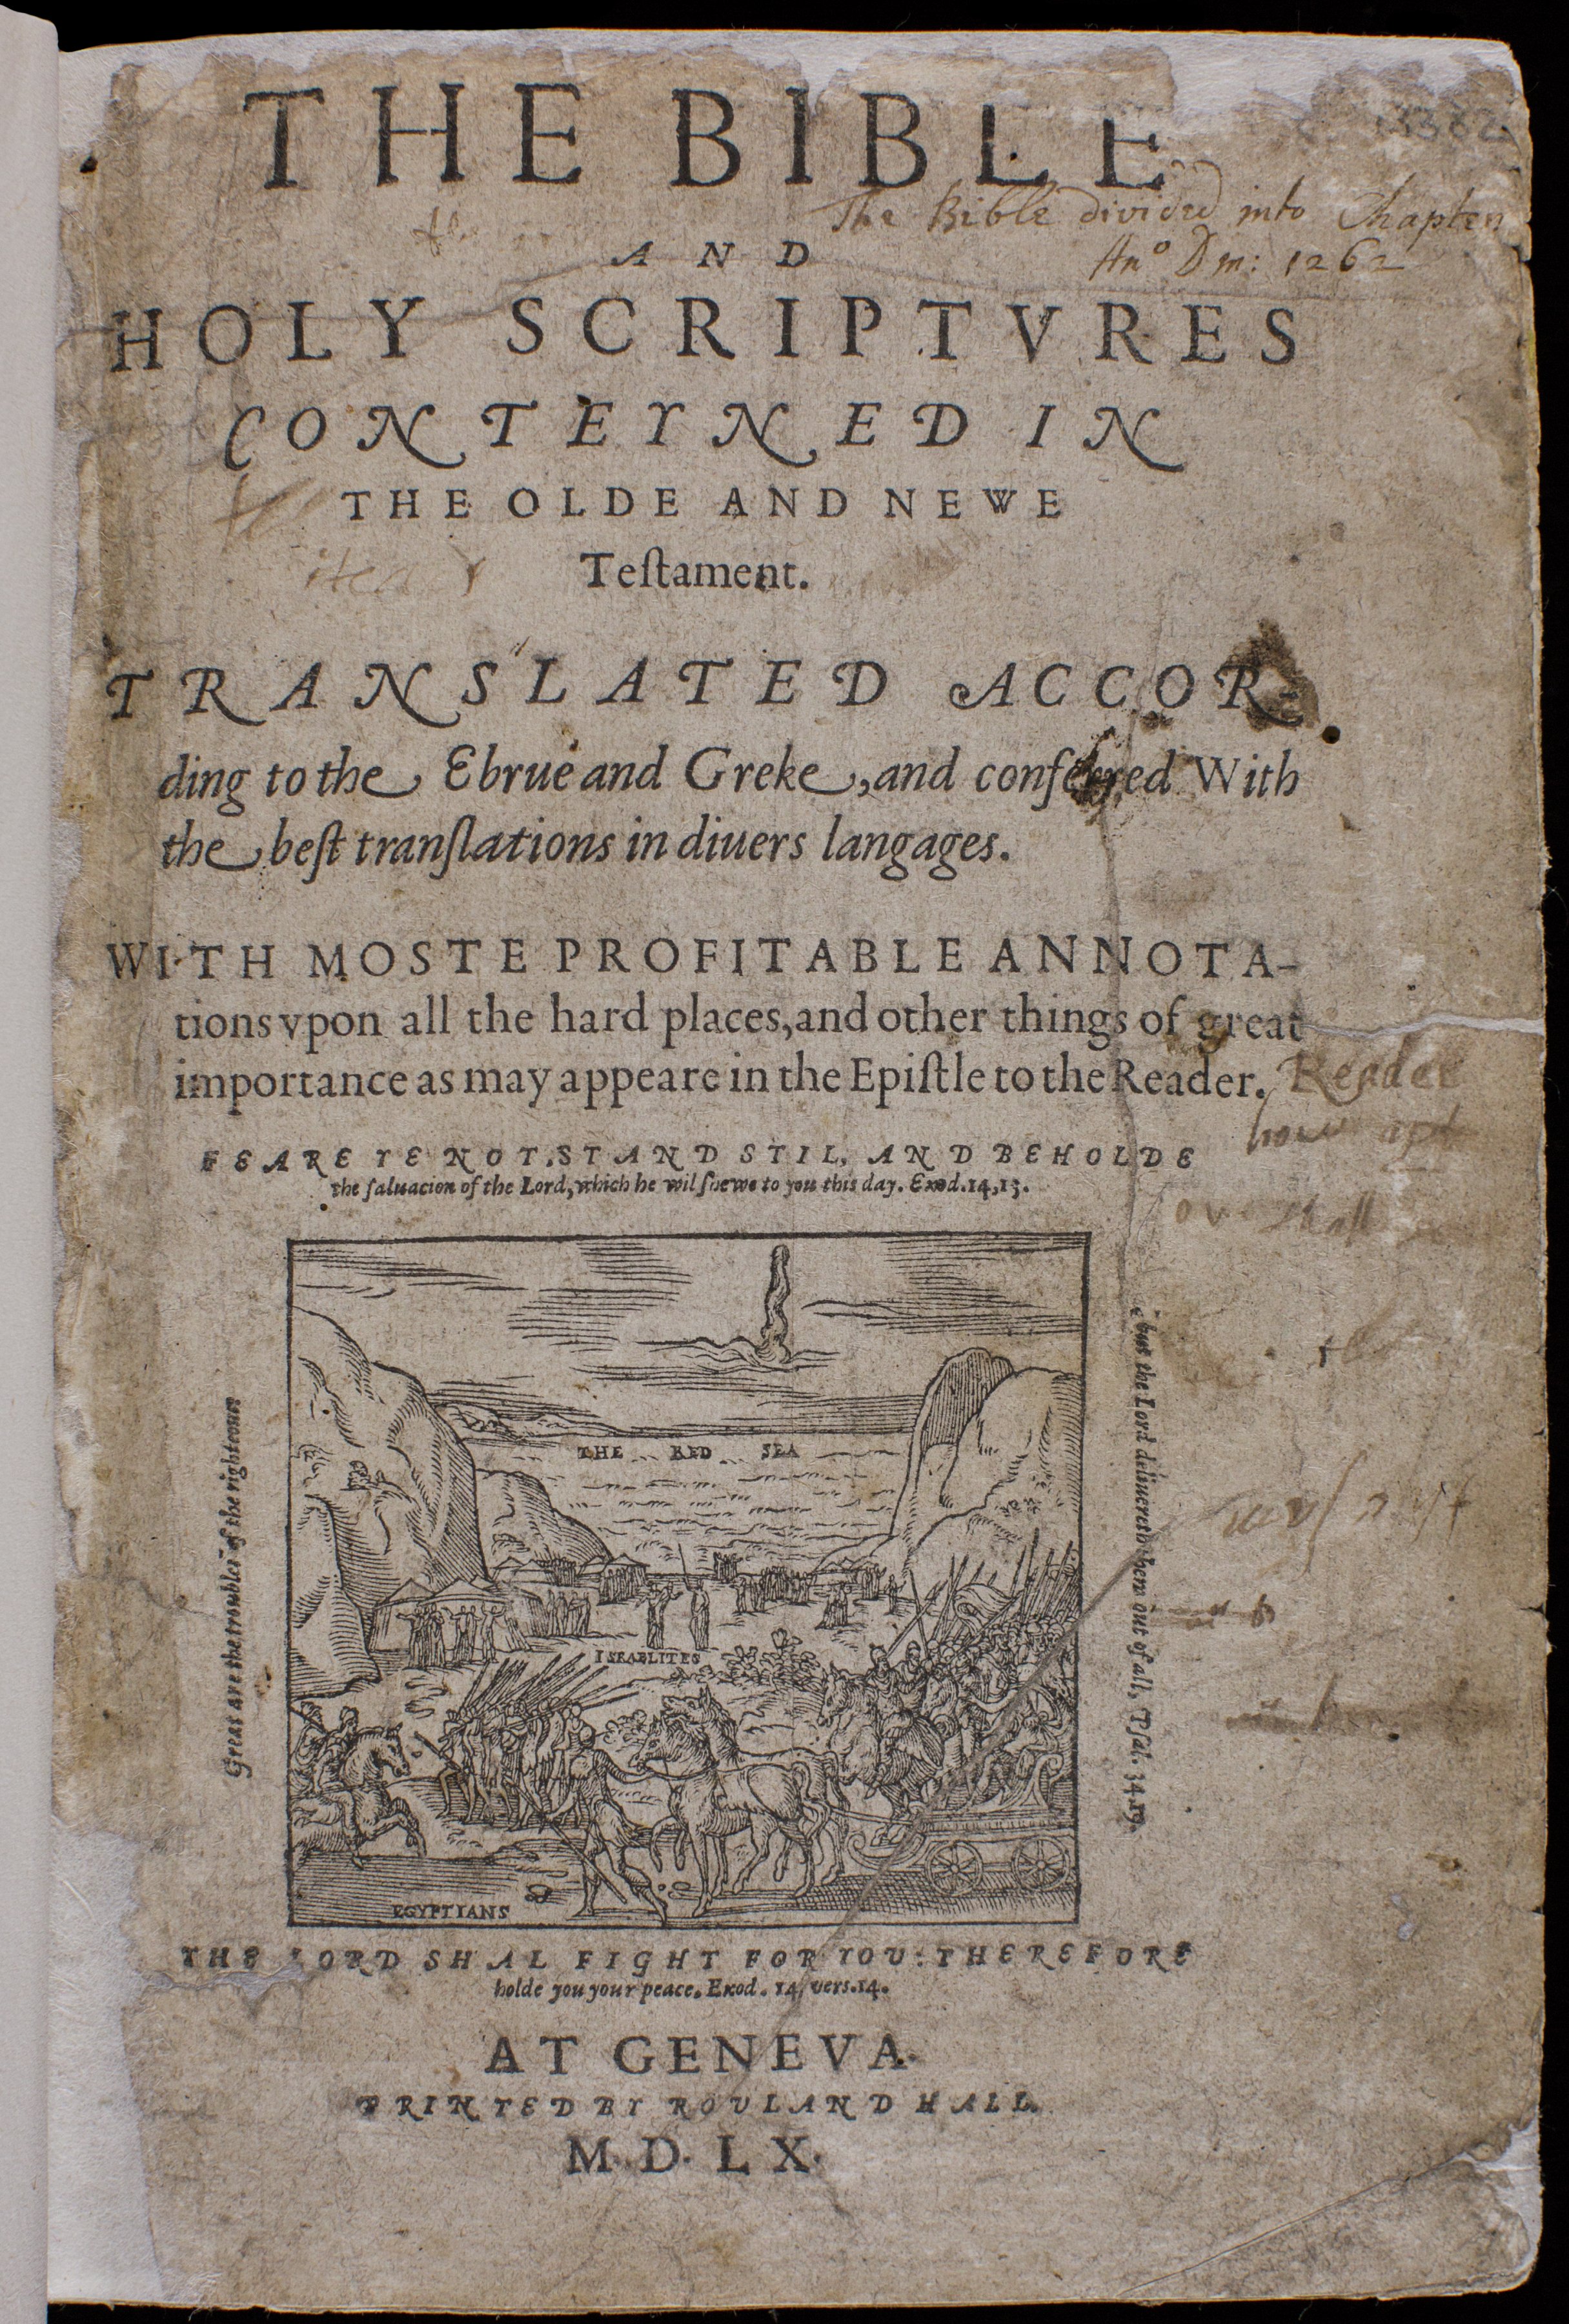 THE BIBLE
The Bible divided into Chapters
AND
Anº Dm: 1262
HOLY SCRIPTVRES
CONTEYNED IN
THE OLDE AND NEWE
Teſtament.
TRANSLATED ACCOR-
ding to the Ebrue and Greke, and conferred With
the beſt tranſlations in diuers langages.
WITH MOSTE PROFITABLE ANNOTA-
tions vpon all the hard places, and other things of great
importance as may appeare in the Epiſtle to the Reader.
Reader
FEARE YE NOT, STAND STIL, AND BEHOLDE
the ſaluacion of the Lord, which he wil ſhewe to you this day. Exod.14,13.
Great are the troubles of the righteous
THE RED SEA
ISRAELITES
EGYPTIANS
but the Lord deliuereth them out of all, Pſal. 34.19.
THE LORD SHAL FIGHT FOR YOU: THEREFORE
holde you your peace. Exod. 14, vers.14.
AT GENEVA.
PRINTED BY ROULAND HALL.
M.D.LX.